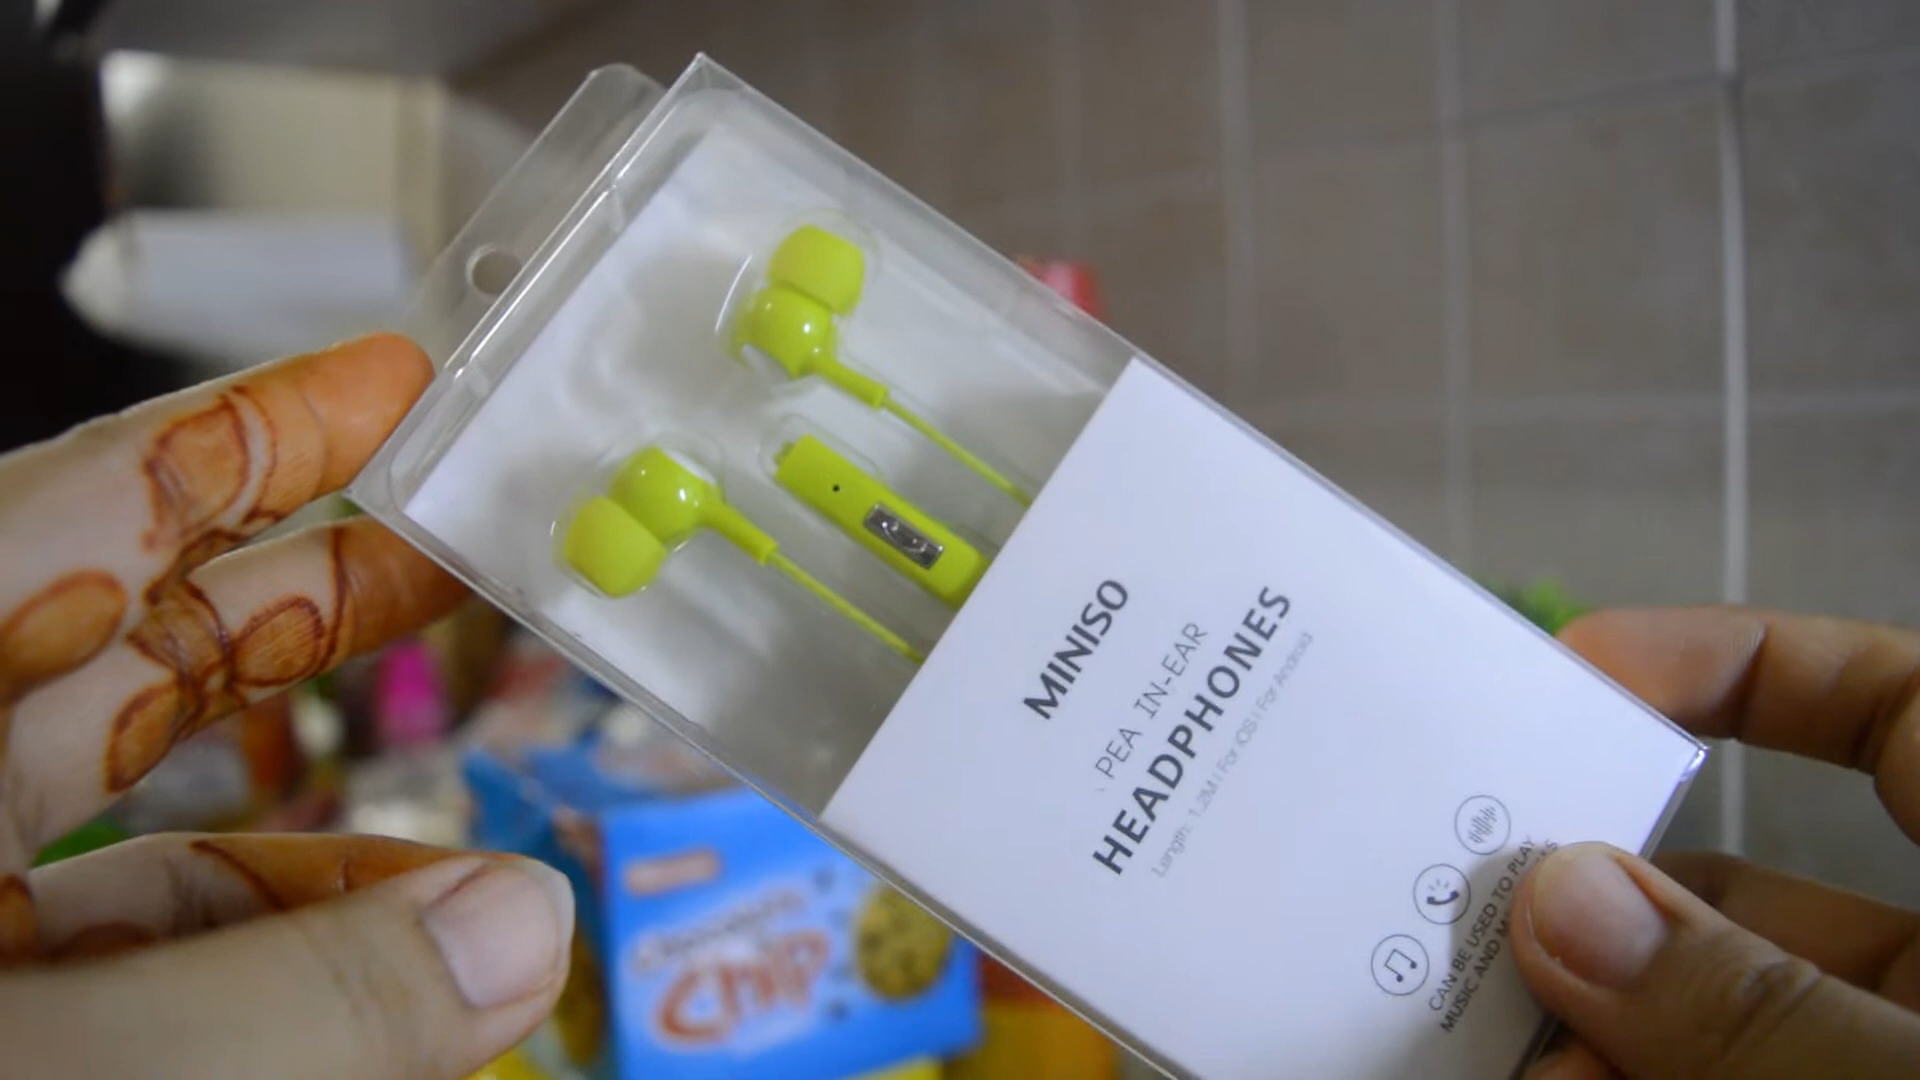 MINISO
PEA IN-EAR
HEADPHONES
Length: 1.2M | For iOS | For Android
CAN BE USED TO PLAY
MUSIC AND
Chocolate
Chip